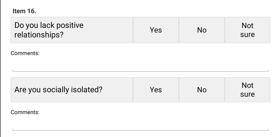 Item 16.
Do you lack positive relationships? Yes No Not sure
Comments:
Are you socially isolated? Yes No Not sure
Comments: